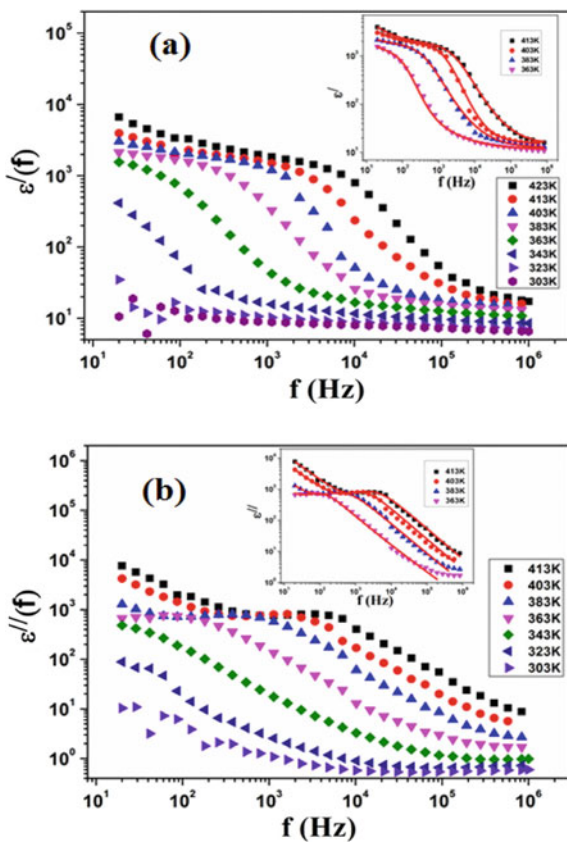 (a)
10⁵
10⁴
10³
10²
10¹
ε/(f)
10¹ 10² 10³ 10⁴ 10⁵ 10⁶
f (Hz)
413K
403K
383K
363K
ε/
f (Hz)
423K
413K
403K
383K
363K
343K
323K
303K
(b)
10⁶
10⁵
10⁴
10³
10²
10¹
10⁰
ε//(f)
10¹ 10² 10³ 10⁴ 10⁵ 10⁶
f (Hz)
413K
403K
383K
363K
ε//
f (Hz)
413K
403K
383K
363K
343K
323K
303K